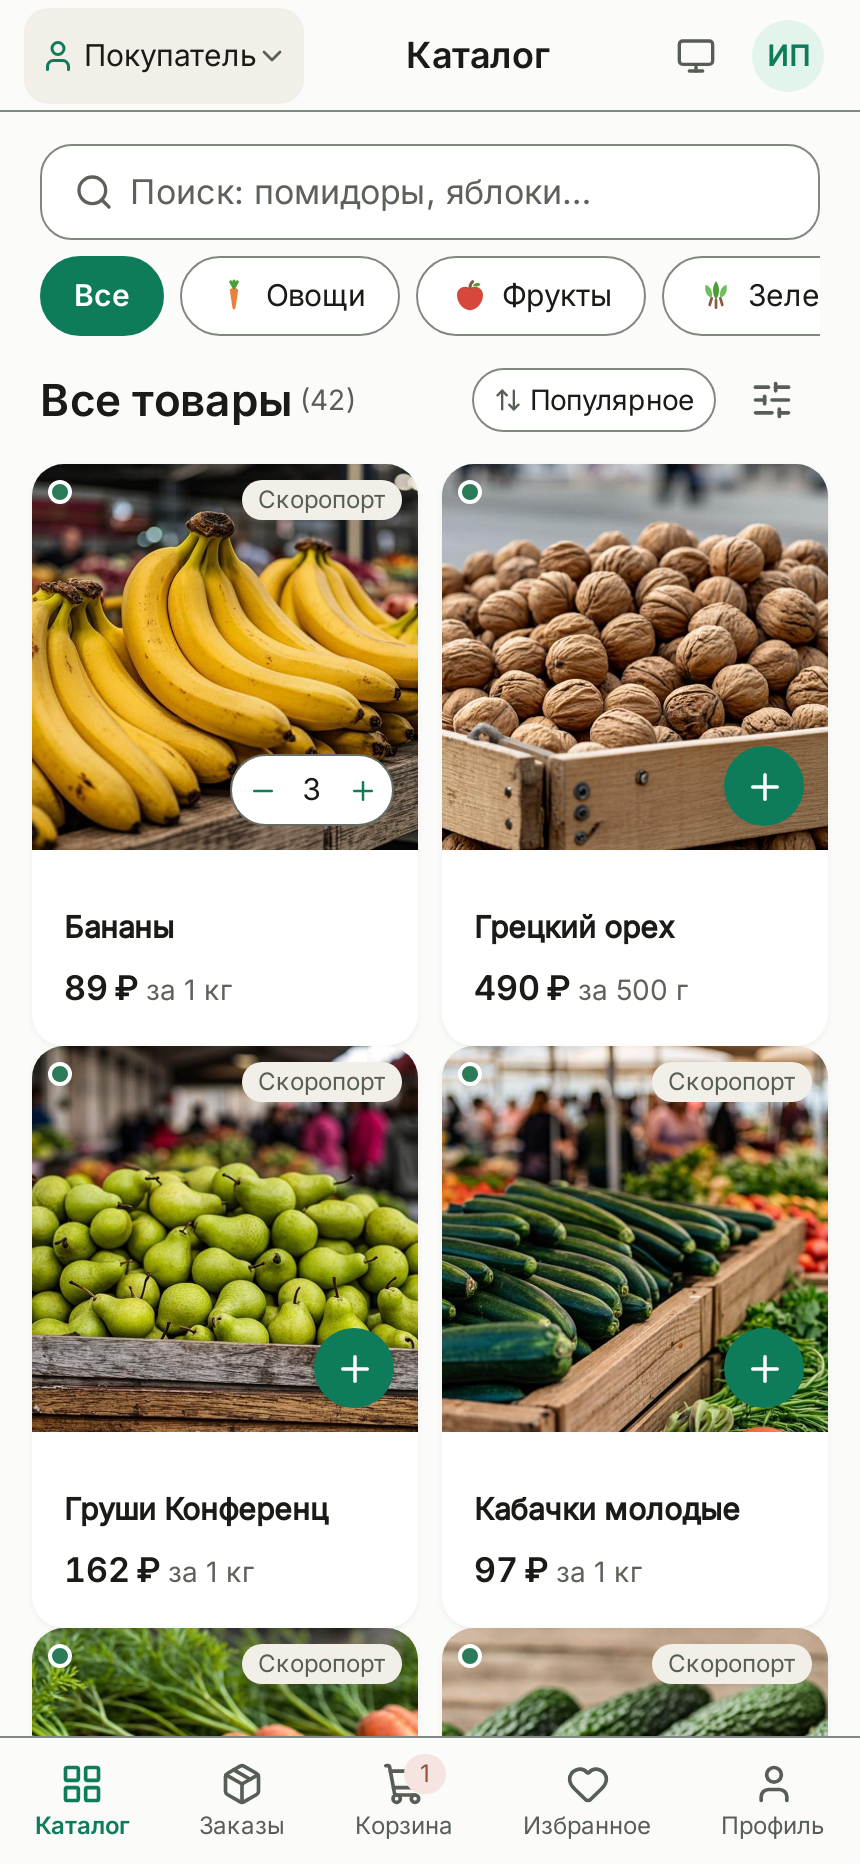 Покупатель
Каталог
ИП
Поиск: помидоры, яблоки...
Все
Овощи
Фрукты
Зеле
Все товары (42)
Популярное
Скоропорт
3
Бананы
89 ₽ за 1 кг
Грецкий орех
490 ₽ за 500 г
Скоропорт
Скоропорт
Груши Конференц
162 ₽ за 1 кг
Кабачки молодые
97 ₽ за 1 кг
Скоропорт
Скоропорт
1
Каталог
Заказы
Корзина
Избранное
Профиль